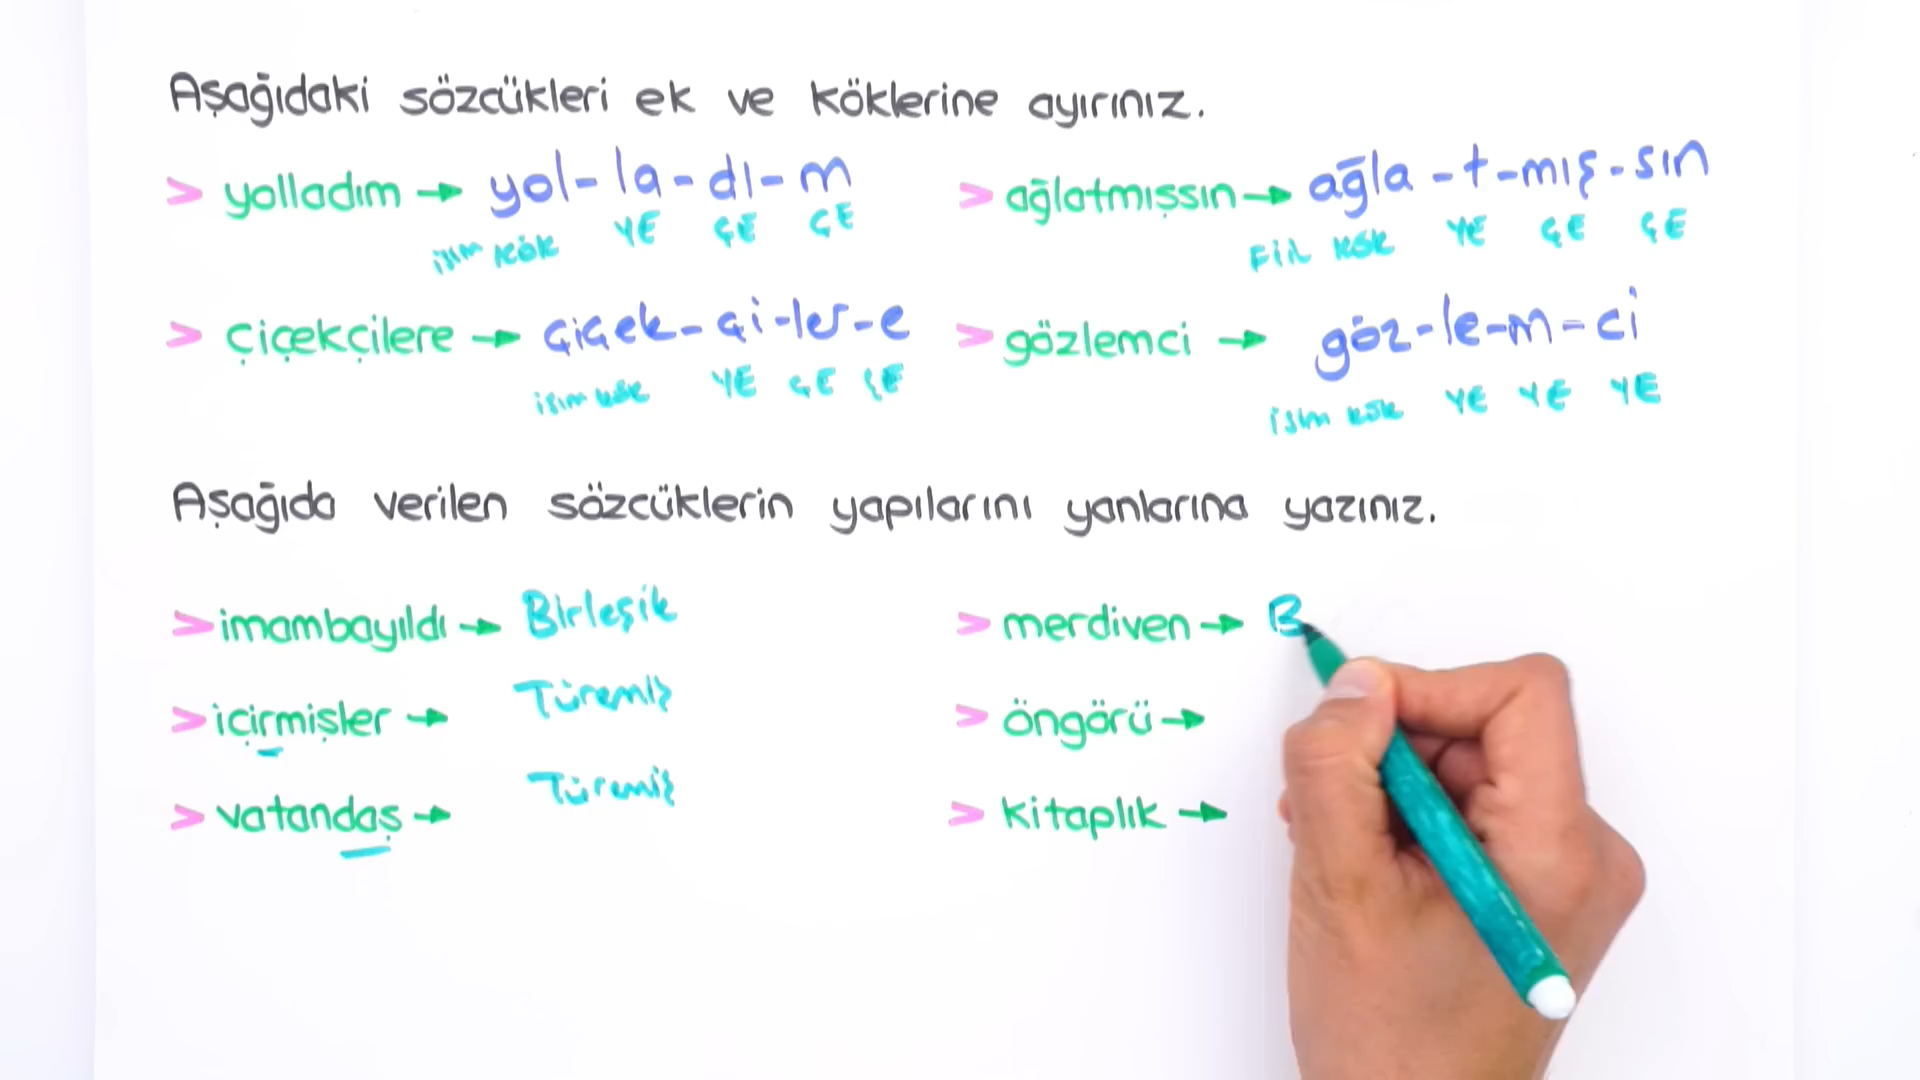 Aşağıdaki sözcükleri ek ve köklerine ayırınız.
> yolladım → yol-la-dı-m
isim kök YE ÇE ÇE
> ağlatmışsın → ağla-t-mış-sın
Fiil kök YE ÇE ÇE
> çiçekçilere → çiçek-çi-ler-e
isim kök YE ÇE ÇE
> gözlemci → göz-le-m-ci
isim kök YE YE YE
Aşağıda verilen sözcüklerin yapılarını yanlarına yazınız.
> imambayıldı → Birleşik
> içirmişler → Türemiş
> vatandaş → Türemiş
> merdiven → B
> öngörü →
> kitaplık →